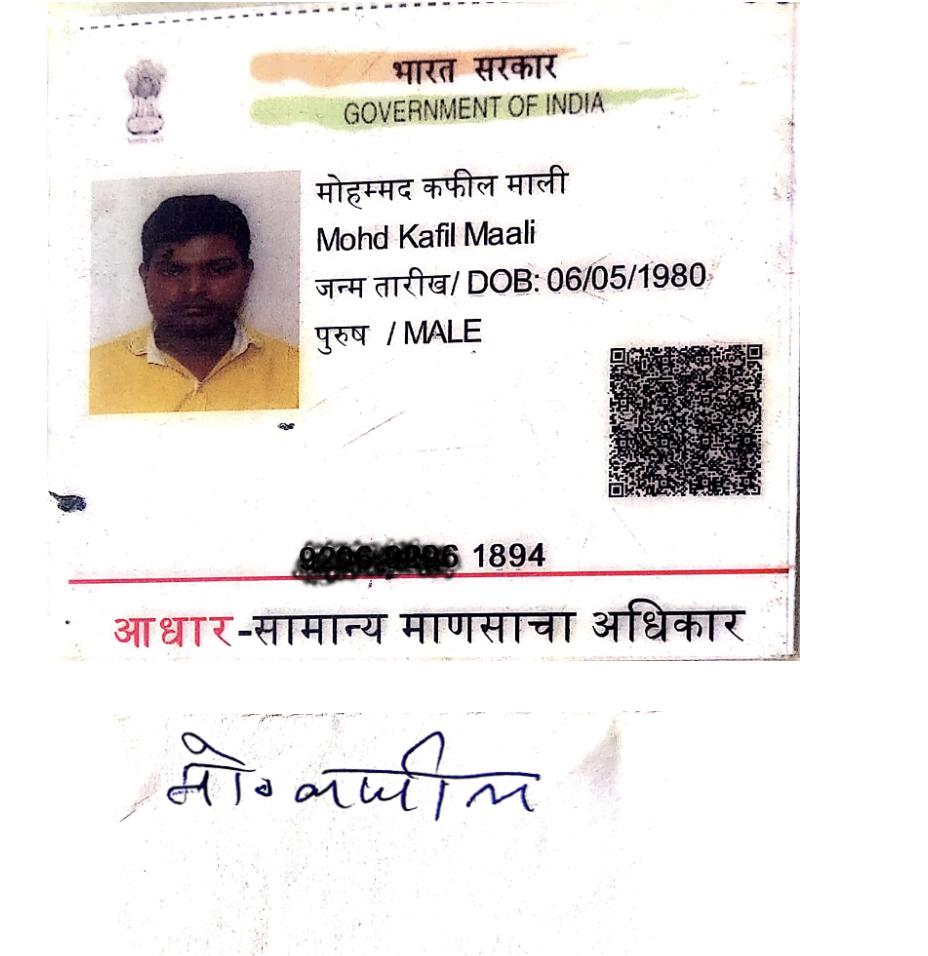 भारत सरकार
GOVERNMENT OF INDIA
मोहम्मद कफील माली
Mohd Kafil Maali
जन्म तारीख/ DOB: 06/05/1980
पुरुष / MALE
1894
आधार-सामान्य माणसाचा अधिकार
मो० कफील